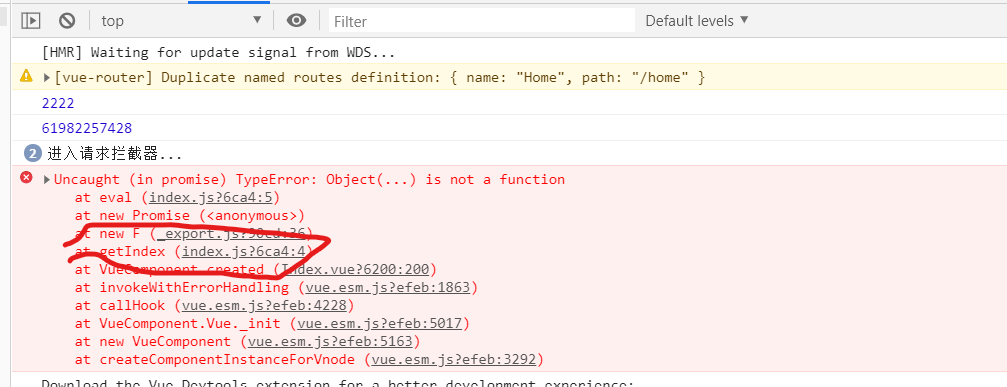 top
Filter
Default levels
[HMR] Waiting for update signal from WDS...
[vue-router] Duplicate named routes definition: { name: "Home", path: "/home" }
2222
61982257428
2 进入请求拦截器...
Uncaught (in promise) TypeError: Object(...) is not a function
at eval (index.js?6ca4:5)
at new Promise (<anonymous>)
at new F (_export.js?90cd:36)
at getIndex (index.js?6ca4:4)
at VueComponent.created (Index.vue?6200:200)
at invokeWithErrorHandling (vue.esm.js?efeb:1863)
at callHook (vue.esm.js?efeb:4228)
at VueComponent.Vue._init (vue.esm.js?efeb:5017)
at new VueComponent (vue.esm.js?efeb:5163)
at createComponentInstanceForVnode (vue.esm.js?efeb:3292)
Download the Vue Devtools extension for a better development experience: